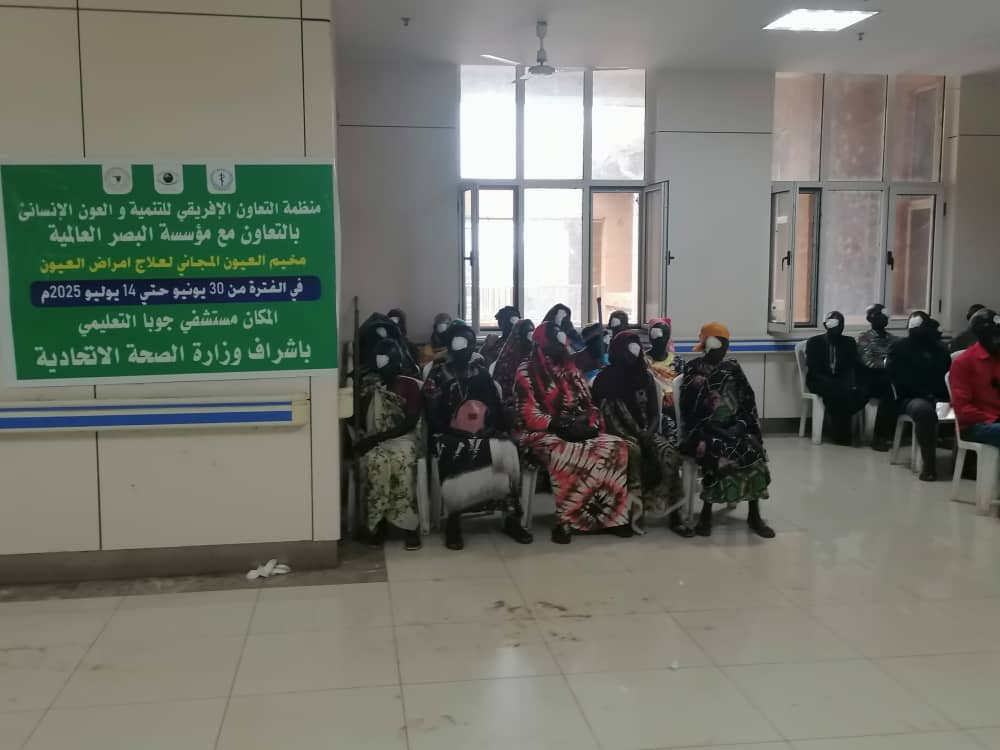 منظمة التعاون الإفريقي للتنمية و العون الإنساني
بالتعاون مع مؤسسة البصر العالمية
مخيم العيون المجاني لعلاج امراض العيون
في الفترة من 30 يونيو حتي 14 يوليو 2025م
المكان مستشفي جوبا التعليمي
باشراف وزارة الصحة الاتحادية